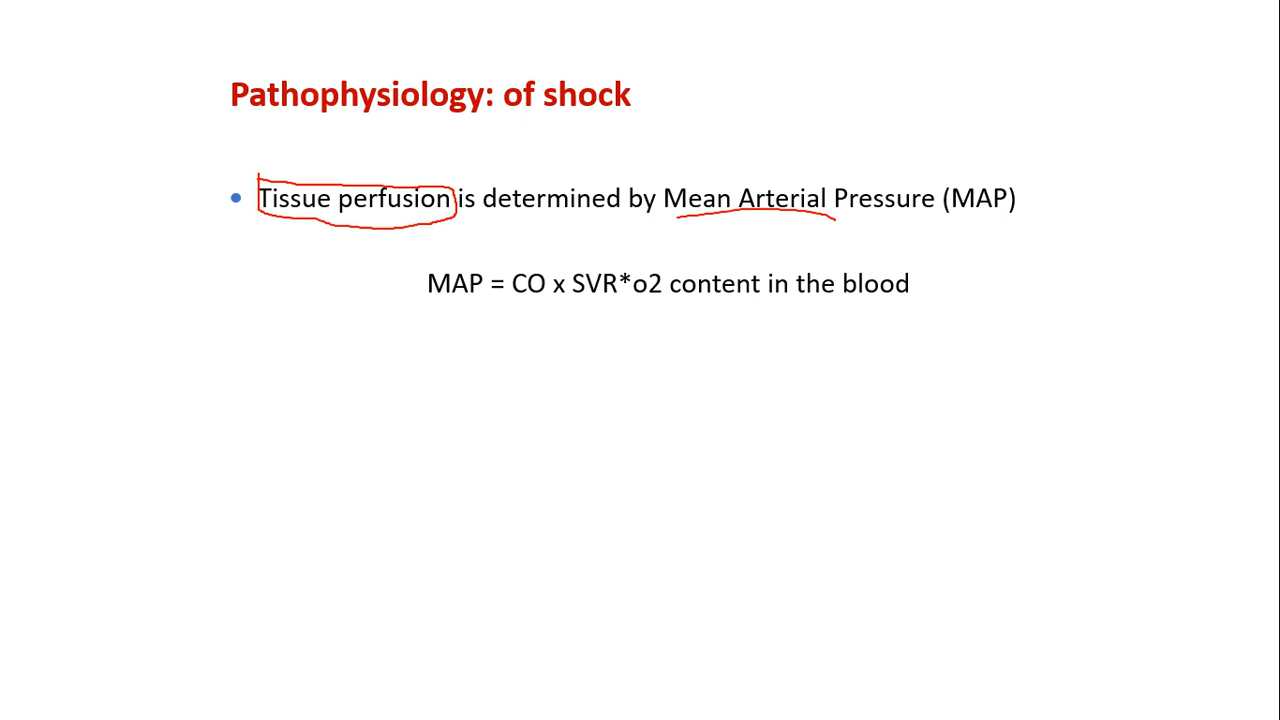 Pathophysiology: of shock
• Tissue perfusion is determined by Mean Arterial Pressure (MAP)
MAP = CO x SVR*o2 content in the blood